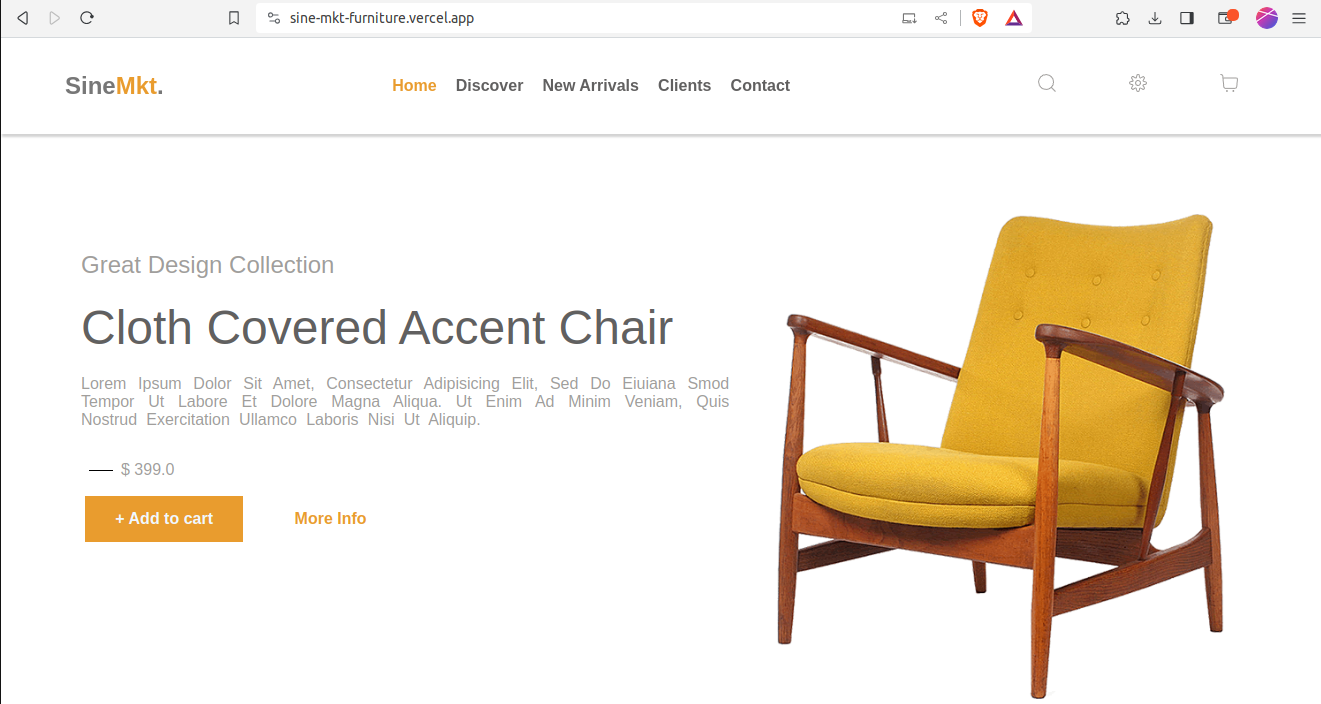 sine-mkt-furniture.vercel.app
SineMkt.
Home Discover New Arrivals Clients Contact
Great Design Collection
Cloth Covered Accent Chair
Lorem Ipsum Dolor Sit Amet, Consectetur Adipisicing Elit, Sed Do Eiuiana Smod
Tempor Ut Labore Et Dolore Magna Aliqua. Ut Enim Ad Minim Veniam, Quis
Nostrud Exercitation Ullamco Laboris Nisi Ut Aliquip.
$ 399.0
+ Add to cart More Info